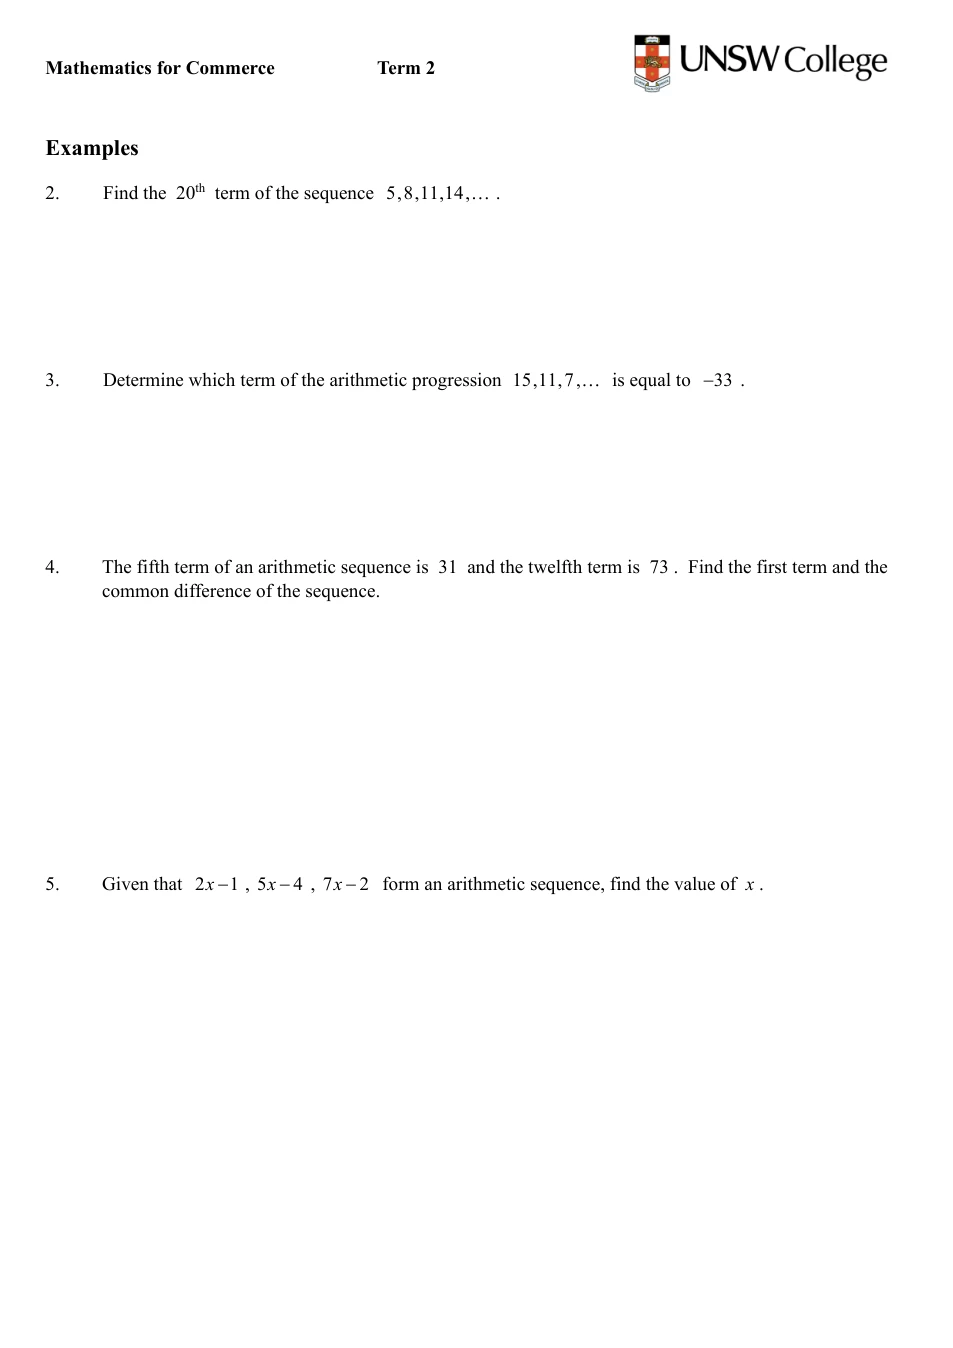 Mathematics for Commerce Term 2
UNSW College
Examples
2. Find the 20th term of the sequence 5,8,11,14,… .
3. Determine which term of the arithmetic progression 15,11,7,… is equal to −33 .
4. The fifth term of an arithmetic sequence is 31 and the twelfth term is 73 . Find the first term and the
common difference of the sequence.
5. Given that 2x−1 , 5x−4 , 7x−2 form an arithmetic sequence, find the value of x .